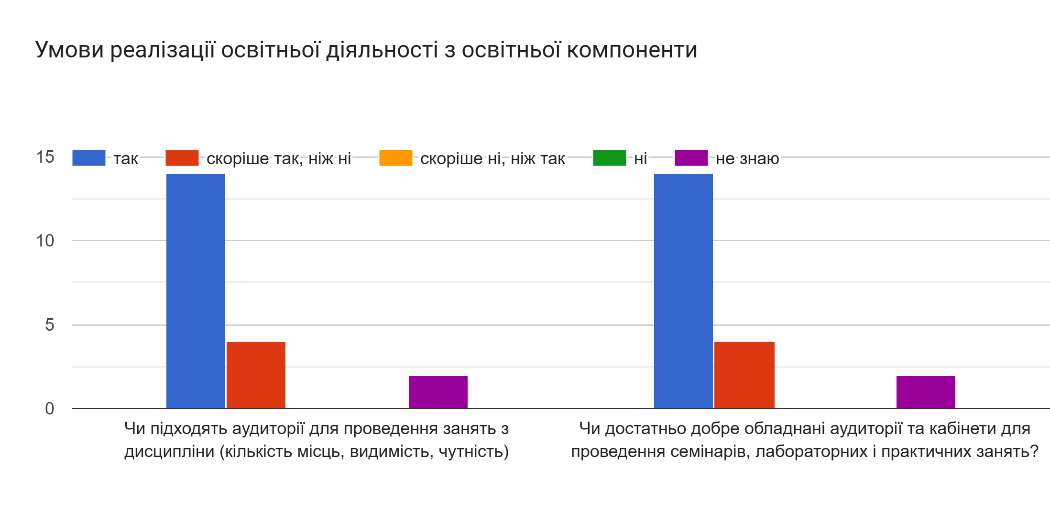 Умови реалізації освітньої діяльності з освітньої компоненти
15
так
скоріше так, ніж ні
скоріше ні, ніж так
ні
не знаю
10
5
0
Чи підходять аудиторії для проведення занять з
дисципліни (кількість місць, видимість, чутність)
Чи достатньо добре обладнані аудиторії та кабінети для
проведення семінарів, лабораторних і практичних занять?